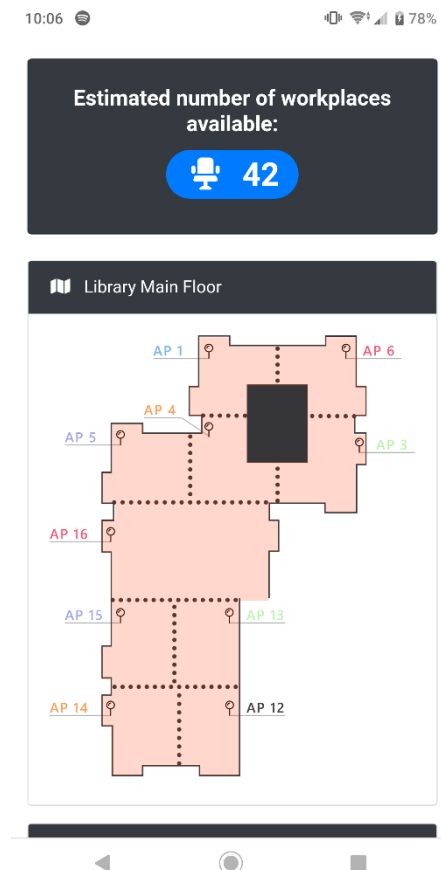 10:06
78%
Estimated number of workplaces
available:
42
Library Main Floor
AP 1
AP 6
AP 4
AP 5
AP 3
AP 16
AP 15
AP 13
AP 14
AP 12